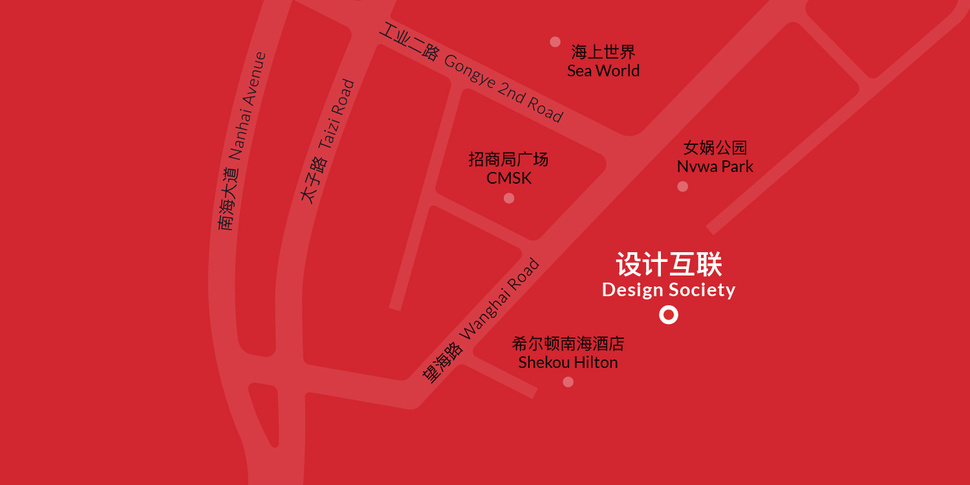 工业二路 Gongye 2nd Road
海上世界
Sea World
南海大道 Nanhai Avenue
太子路 Taizi Road
招商局广场
CMSK
女娲公园
Nvwa Park
设计互联
Design Society
望海路 Wanghai Road
希尔顿南海酒店
Shekou Hilton